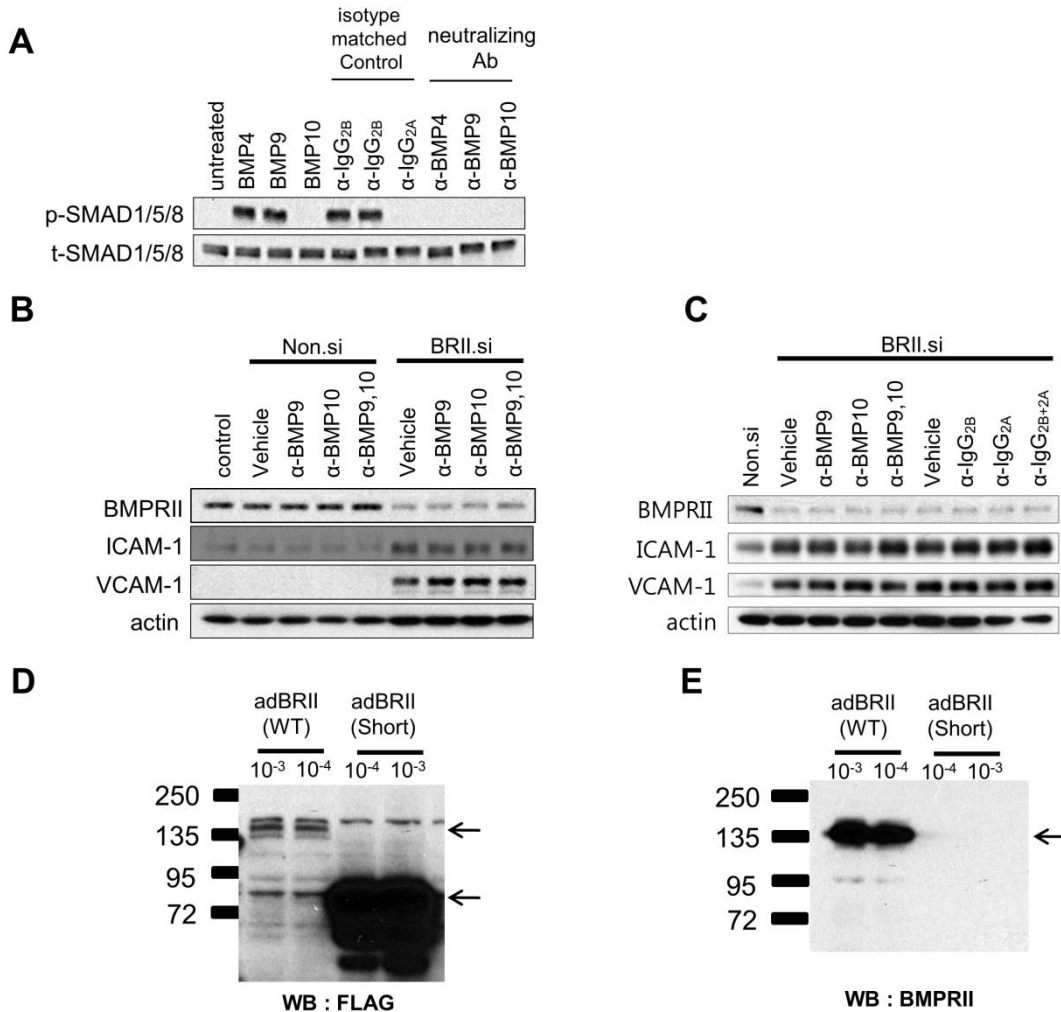 A
isotype
matched
Control
neutralizing
Ab
untreated
BMP4
BMP9
BMP10
α-IgG2B
α-IgG2B
α-IgG2A
α-BMP4
α-BMP9
α-BMP10
p-SMAD1/5/8
t-SMAD1/5/8
B
Non.si
BRII.si
control
Vehicle
α-BMP9
α-BMP10
α-BMP9,10
Vehicle
α-BMP9
α-BMP10
α-BMP9,10
BMPRII
ICAM-1
VCAM-1
actin
C
BRII.si
Non.si
Vehicle
α-BMP9
α-BMP10
α-BMP9,10
Vehicle
α-IgG2B
α-IgG2A
α-IgG2B+2A
BMPRII
ICAM-1
VCAM-1
actin
D
adBRII
(WT)
adBRII
(Short)
10-3 10-4 10-4 10-3
250
135
95
72
WB : FLAG
E
adBRII
(WT)
adBRII
(Short)
10-3 10-4 10-4 10-3
250
135
95
72
WB : BMPRII